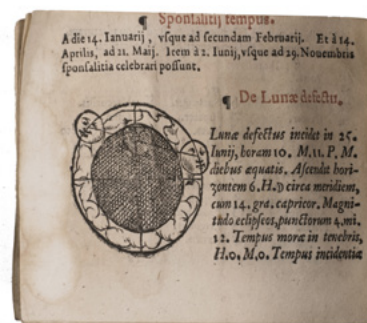 ¶ Sponsalitij tempus.
A die 14. Ianuarij, vsque ad secundam Februarij. Et à 14.
Aprilis, ad 21. Maij. Item à 2. Iunij, vsque ad 29. Nouembris
sponsalitia celebrari possunt.
¶ De Lunæ defectu.
Lunæ defectus incidet in 25.
Iunij, horam 10. M. 11. P. M.
diebus æquatis. Ascendit hori-
zontem 6. H. ☽ circa meridiem,
cum 14. gra. capricor. Magni-
tudo eclipseos, punctorum 4. mi.
12. Tempus moræ in tenebris,
H. 0. M. 0. Tempus incidentiæ